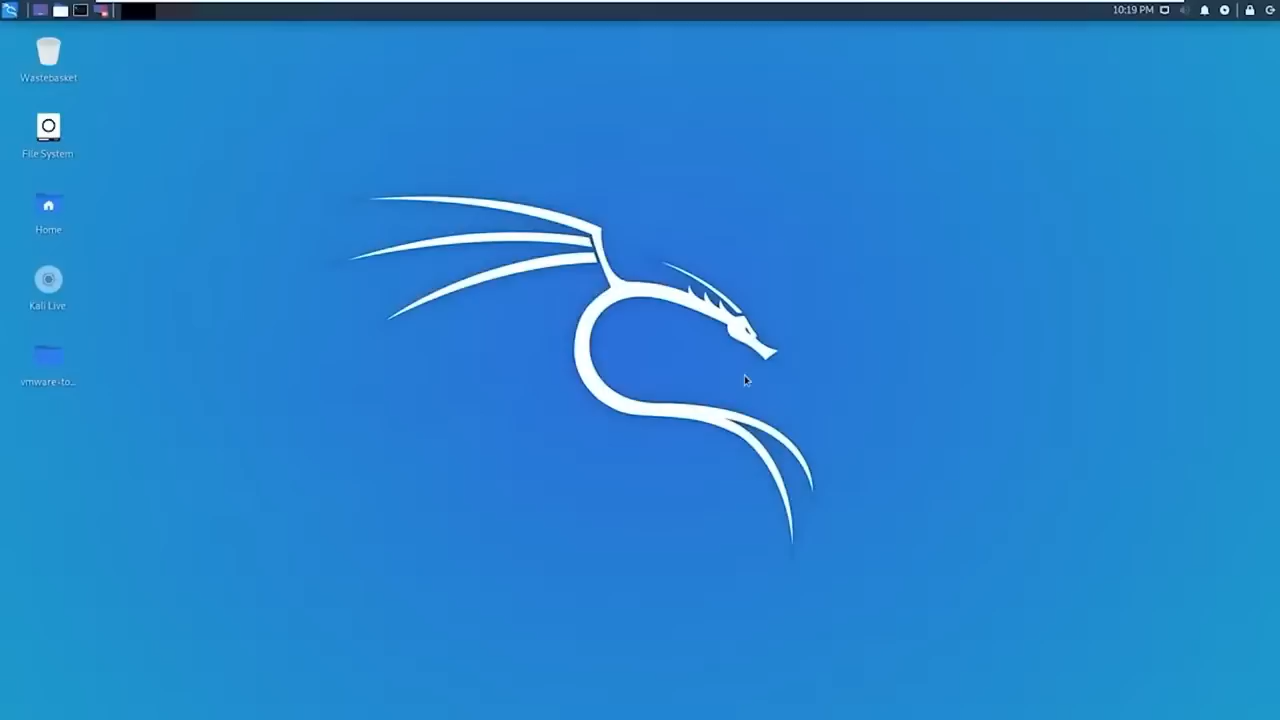 10:19 PM
Wastebasket
File System
Home
Kali Live
vmware-to...